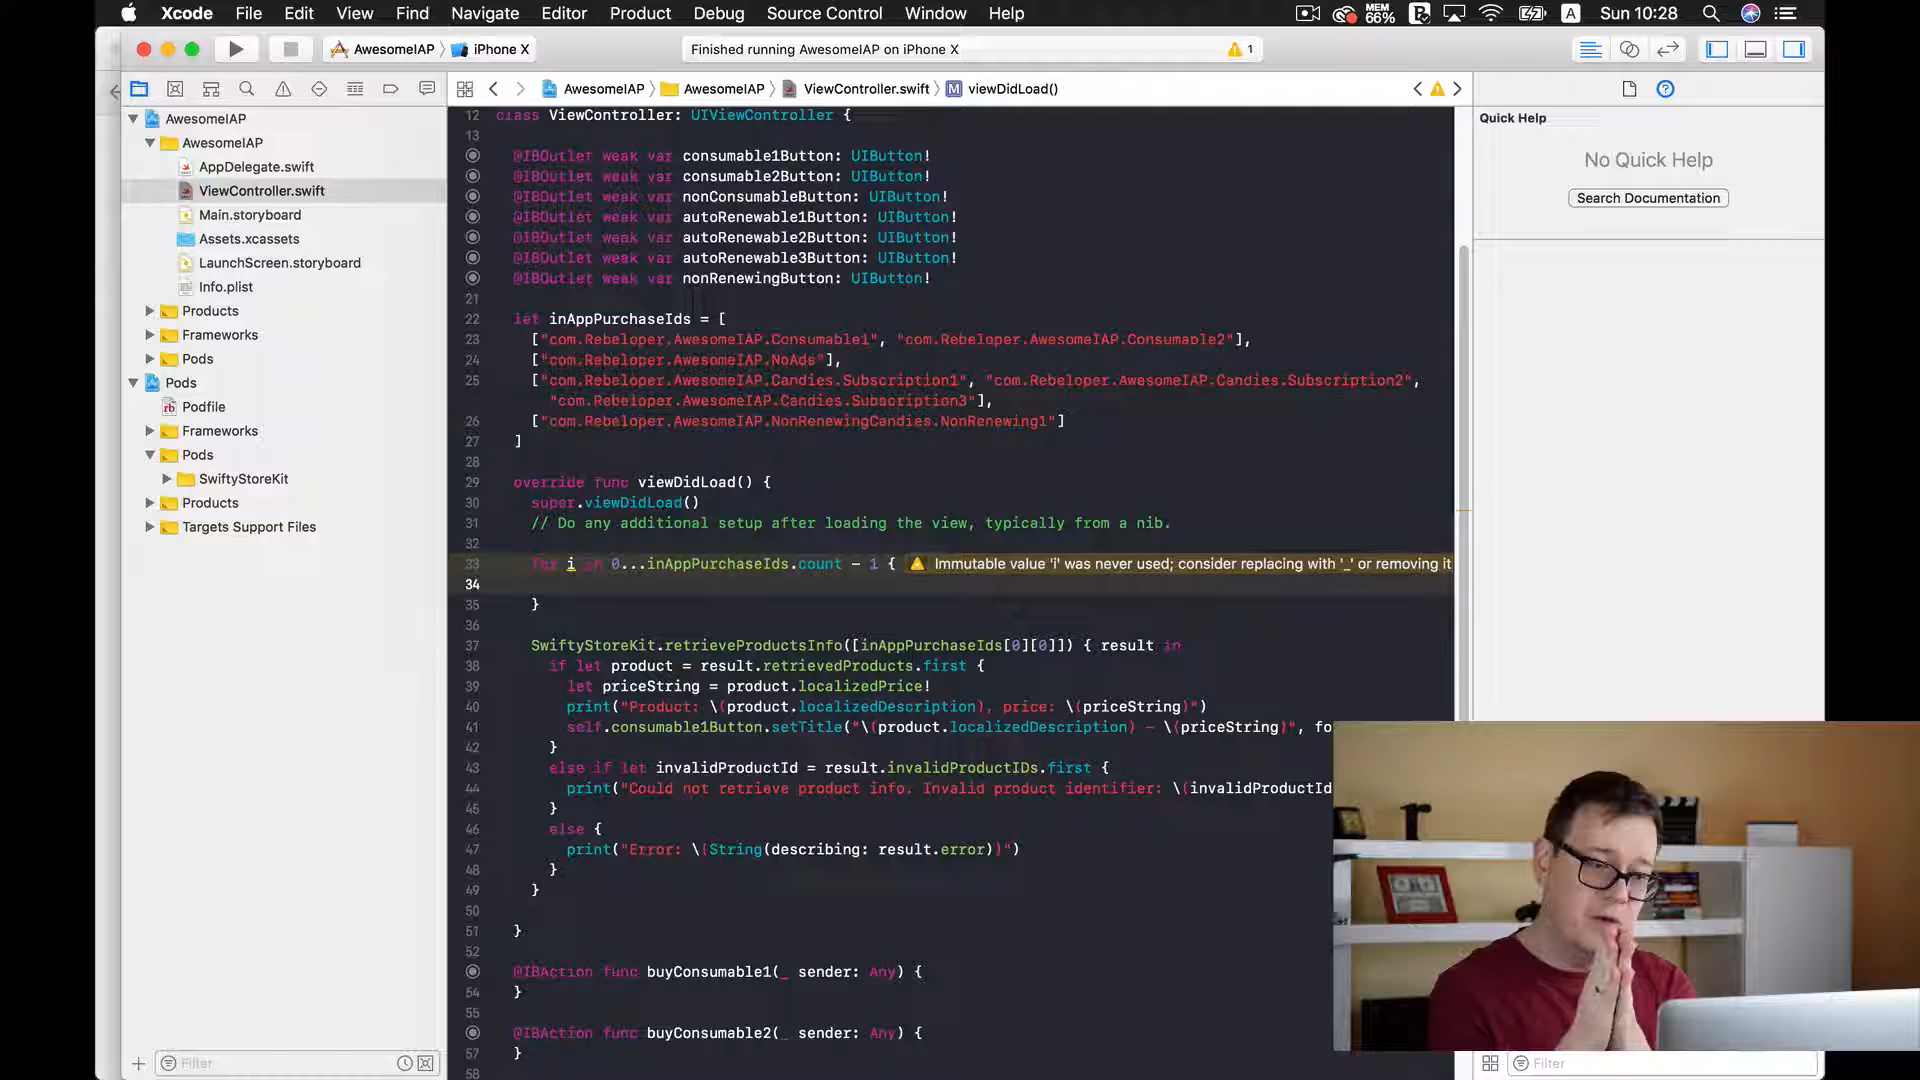 Xcode File Edit View Find Navigate Editor Product Debug Source Control Window Help MEM 66% A Sun 10:28
AwesomeIAP iPhone X Finished running AwesomeIAP on iPhone X 1
AwesomeIAP AwesomeIAP ViewController.swift M viewDidLoad()
AwesomeIAP
AwesomeIAP
AppDelegate.swift
ViewController.swift
Main.storyboard
Assets.xcassets
LaunchScreen.storyboard
Info.plist
Products
Frameworks
Pods
Pods
rb Podfile
Frameworks
Pods
SwiftyStoreKit
Products
Targets Support Files
Filter
12 class ViewController: UIViewController {
13
@IBOutlet weak var consumable1Button: UIButton!
@IBOutlet weak var consumable2Button: UIButton!
@IBOutlet weak var nonConsumableButton: UIButton!
@IBOutlet weak var autoRenewable1Button: UIButton!
@IBOutlet weak var autoRenewable2Button: UIButton!
@IBOutlet weak var autoRenewable3Button: UIButton!
@IBOutlet weak var nonRenewingButton: UIButton!
21
22 let inAppPurchaseIds = [
23 ["com.Rebeloper.AwesomeIAP.Consumable1", "com.Rebeloper.AwesomeIAP.Consumable2"],
24 ["com.Rebeloper.AwesomeIAP.NoAds"],
25 ["com.Rebeloper.AwesomeIAP.Candies.Subscription1", "com.Rebeloper.AwesomeIAP.Candies.Subscription2",
"com.Rebeloper.AwesomeIAP.Candies.Subscription3"],
26 ["com.Rebeloper.AwesomeIAP.NonRenewingCandies.NonRenewing1"]
27 ]
28
29 override func viewDidLoad() {
30 super.viewDidLoad()
31 // Do any additional setup after loading the view, typically from a nib.
32
33 for i in 0...inAppPurchaseIds.count - 1 { Immutable value 'i' was never used; consider replacing with '_' or removing it
34
35 }
36
37 SwiftyStoreKit.retrieveProductsInfo([inAppPurchaseIds[0][0]]) { result in
38 if let product = result.retrievedProducts.first {
39 let priceString = product.localizedPrice!
40 print("Product: \(product.localizedDescription), price: \(priceString)")
41 self.consumable1Button.setTitle("\(product.localizedDescription) - \(priceString)", fo
42 }
43 else if let invalidProductId = result.invalidProductIDs.first {
44 print("Could not retrieve product info. Invalid product identifier: \(invalidProductId
45 }
46 else {
47 print("Error: \(String(describing: result.error))")
48 }
49 }
50
51 }
52
@IBAction func buyConsumable1(_ sender: Any) {
54 }
55
@IBAction func buyConsumable2(_ sender: Any) {
57 }
58
Quick Help
No Quick Help
Search Documentation
Filter